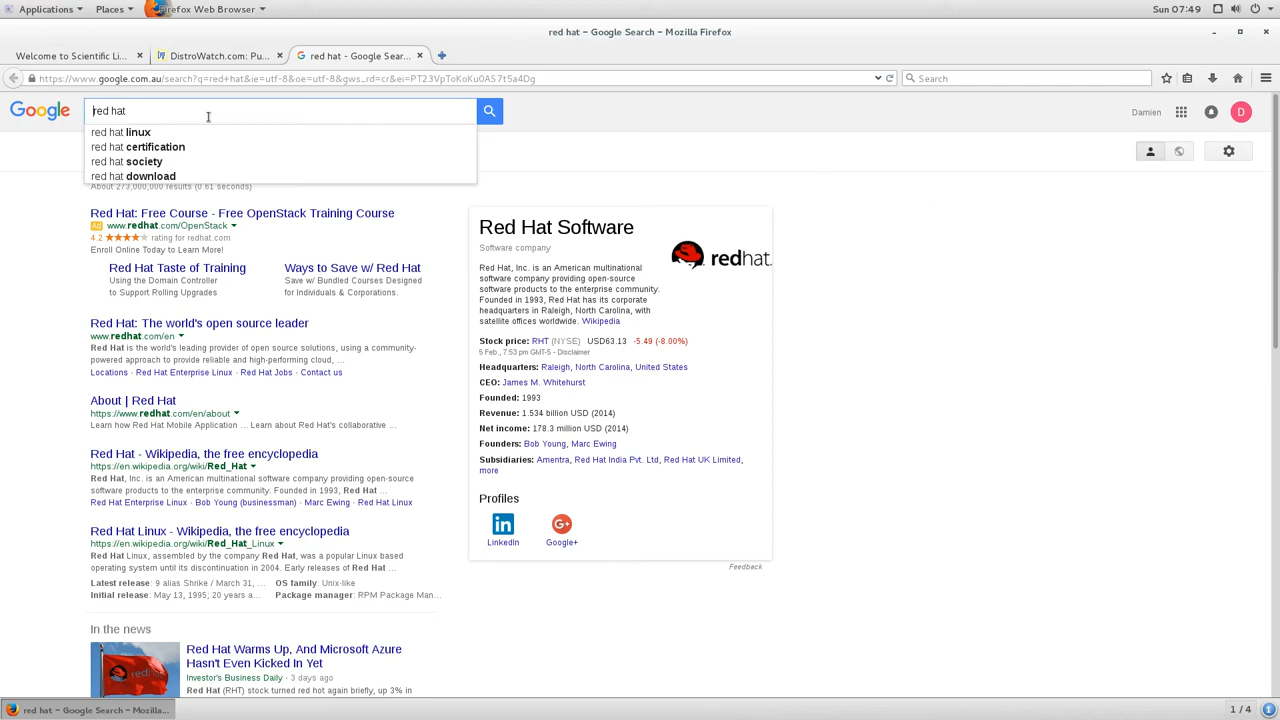 Applications
Places
Firefox Web Browser
Sun 07:49
red hat – Google Search – Mozilla Firefox
Welcome to Scientific Li...
DistroWatch.com: Pu...
red hat - Google Sear...
https://www.google.com.au/search?q=red+hat&ie=utf-8&oe=utf-8&gws_rd=cr&ei=PT23VpToKoKu0AS7t5a4Dg
Search
Google
red hat
Damien
D
red hat linux
red hat certification
red hat society
red hat download
About 273,000,000 results (0.61 seconds)
Red Hat: Free Course - Free OpenStack Training Course
Ad www.redhat.com/OpenStack
4.2 rating for redhat.com
Enroll Online Today to Learn More!
Red Hat Taste of Training
Using the Domain Controller
to Support Rolling Upgrades
Ways to Save w/ Red Hat
Save w/ Bundled Courses Designed
for Individuals & Corporations.
Red Hat: The world's open source leader
www.redhat.com/en
Red Hat is the world's leading provider of open source solutions, using a community-
powered approach to provide reliable and high-performing cloud, ...
Locations · Red Hat Enterprise Linux · Red Hat Jobs · Contact us
About | Red Hat
https://www.redhat.com/en/about
Learn how Red Hat Mobile Application ... Learn about Red Hat's collaborative ...
Red Hat - Wikipedia, the free encyclopedia
https://en.wikipedia.org/wiki/Red_Hat
Red Hat, Inc. is an American multinational software company providing open-source
software products to the enterprise community. Founded in 1993, Red Hat ...
Red Hat Enterprise Linux · Bob Young (businessman) · Marc Ewing · Red Hat Linux
Red Hat Linux - Wikipedia, the free encyclopedia
https://en.wikipedia.org/wiki/Red_Hat_Linux
Red Hat Linux, assembled by the company Red Hat, was a popular Linux based
operating system until its discontinuation in 2004. Early releases of Red Hat ...
Latest release: 9 alias Shrike / March 31, ...
OS family: Unix-like
Initial release: May 13, 1995; 20 years a...
Package manager: RPM Package Man...
In the news
Red Hat Warms Up, And Microsoft Azure
Hasn't Even Kicked In Yet
Investor's Business Daily - 3 days ago
Red Hat (RHT) stock turned red hot again briefly, up 3% in
Red Hat Software
Software company
redhat.
Red Hat, Inc. is an American multinational
software company providing open-source
software products to the enterprise community.
Founded in 1993, Red Hat has its corporate
headquarters in Raleigh, North Carolina, with
satellite offices worldwide. Wikipedia
Stock price: RHT (NYSE) USD63.13 -5.49 (-8.00%)
5 Feb., 7:53 pm GMT-5 - Disclaimer
Headquarters: Raleigh, North Carolina, United States
CEO: James M. Whitehurst
Founded: 1993
Revenue: 1.534 billion USD (2014)
Net income: 178.3 million USD (2014)
Founders: Bob Young, Marc Ewing
Subsidiaries: Amentra, Red Hat India Pvt. Ltd, Red Hat UK Limited,
more
Profiles
in
G+
LinkedIn
Google+
Feedback
red hat – Google Search – Mozilla...
1 / 4